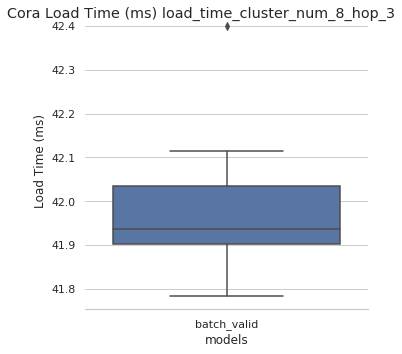 Cora Load Time (ms) load_time_cluster_num_8_hop_3
42.4
42.3
42.2
42.1
42.0
41.9
41.8
Load Time (ms)
batch_valid
models